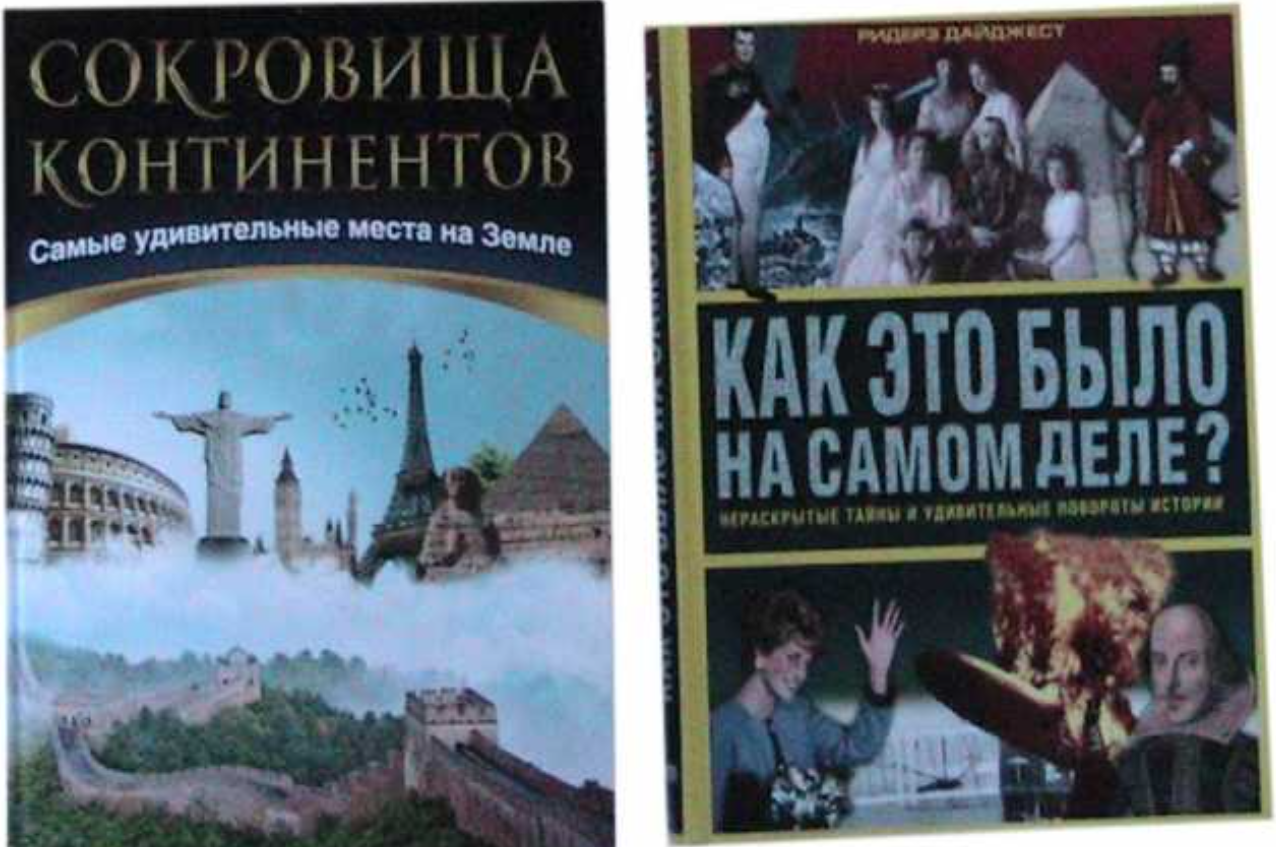 СОКРОВИЩА
КОНТИНЕНТОВ
Самые удивительные места на Земле
РИДЕРЗ ДАЙДЖЕСТ
КАК ЭТО БЫЛО
НА САМОМ ДЕЛЕ?
НЕРАСКРЫТЫЕ ТАЙНЫ И УДИВИТЕЛЬНЫЕ ПОВОРОТЫ ИСТОРИИ